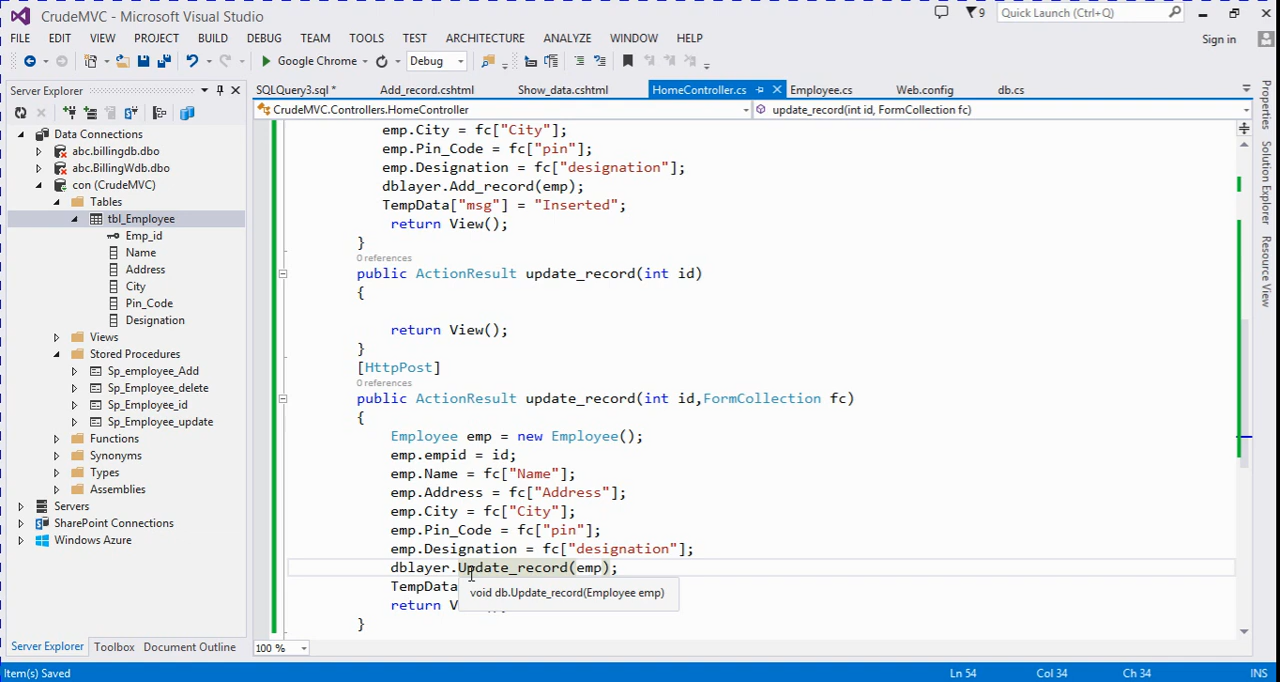 CrudeMVC - Microsoft Visual Studio
9
Quick Launch (Ctrl+Q)
FILE EDIT VIEW PROJECT BUILD DEBUG TEAM TOOLS TEST ARCHITECTURE ANALYZE WINDOW HELP
Sign in
Google Chrome
Debug
Server Explorer
SQLQuery3.sql * Add_record.cshtml Show_data.cshtml HomeController.cs Employee.cs Web.config db.cs
CrudeMVC.Controllers.HomeController
update_record(int id, FormCollection fc)
Data Connections
abc.billingdb.dbo
abc.BillingWdb.dbo
con (CrudeMVC)
Tables
tbl_Employee
Emp_id
Name
Address
City
Pin_Code
Designation
Views
Stored Procedures
Sp_employee_Add
Sp_Employee_delete
Sp_Employee_id
Sp_Employee_update
Functions
Synonyms
Types
Assemblies
Servers
SharePoint Connections
Windows Azure
Server Explorer Toolbox Document Outline
emp.City = fc["City"];
emp.Pin_Code = fc["pin"];
emp.Designation = fc["designation"];
dblayer.Add_record(emp);
TempData["msg"] = "Inserted";
return View();
}
0 references
public ActionResult update_record(int id)
{
return View();
}
[HttpPost]
0 references
public ActionResult update_record(int id,FormCollection fc)
{
Employee emp = new Employee();
emp.empid = id;
emp.Name = fc["Name"];
emp.Address = fc["Address"];
emp.City = fc["City"];
emp.Pin_Code = fc["pin"];
emp.Designation = fc["designation"];
dblayer.Update_record(emp);
TempData
void db.Update_record(Employee emp)
return V
}
100 %
Properties
Solution Explorer
Resource View
Item(s) Saved
Ln 54 Col 34 Ch 34 INS